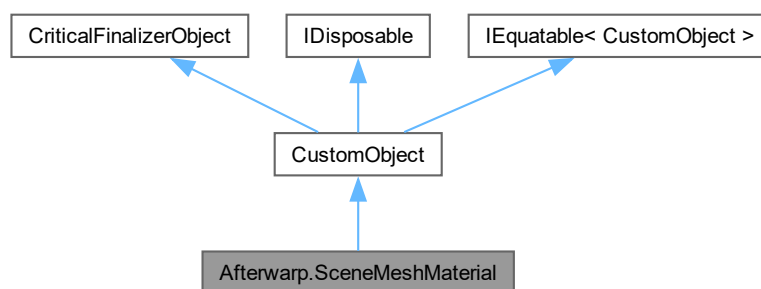 CriticalFinalizerObject
IDisposable
IEquatable< CustomObject >
CustomObject
Afterwarp.SceneMeshMaterial